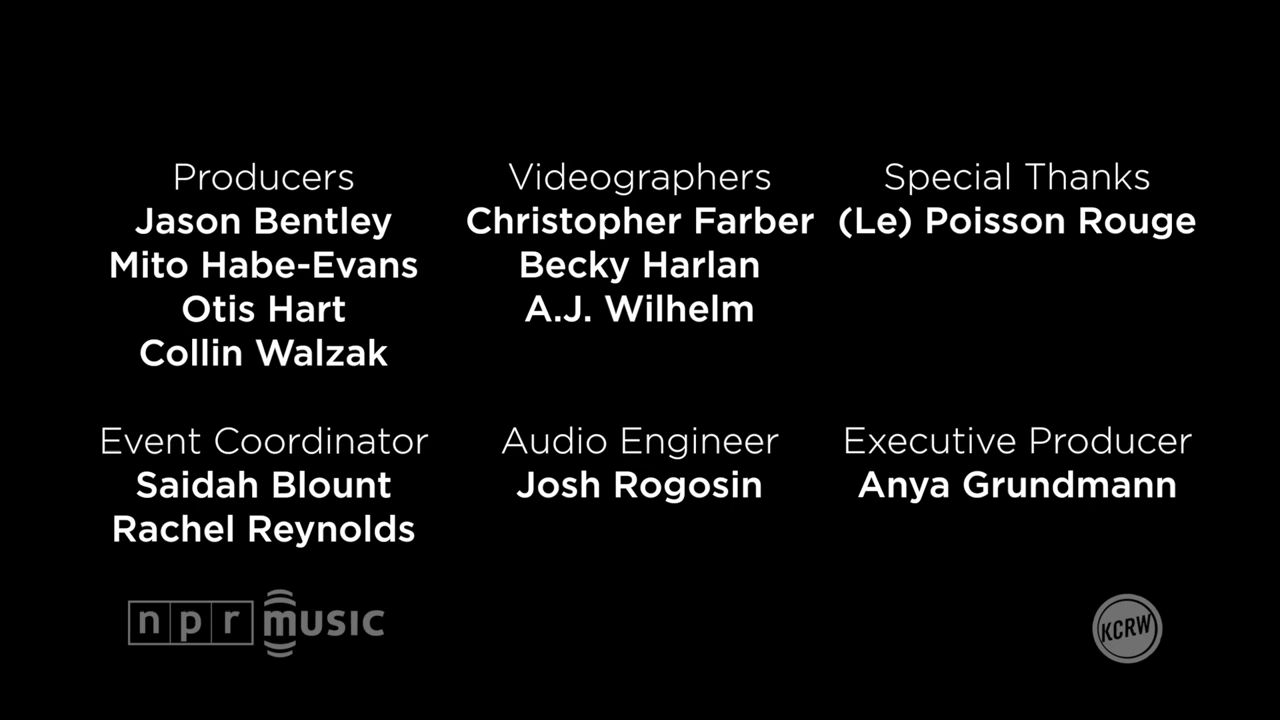 Producers
Jason Bentley
Mito Habe-Evans
Otis Hart
Collin Walzak
Videographers
Christopher Farber
Becky Harlan
A.J. Wilhelm
Special Thanks
(Le) Poisson Rouge
Event Coordinator
Saidah Blount
Rachel Reynolds
Audio Engineer
Josh Rogosin
Executive Producer
Anya Grundmann
npr music
KCRW